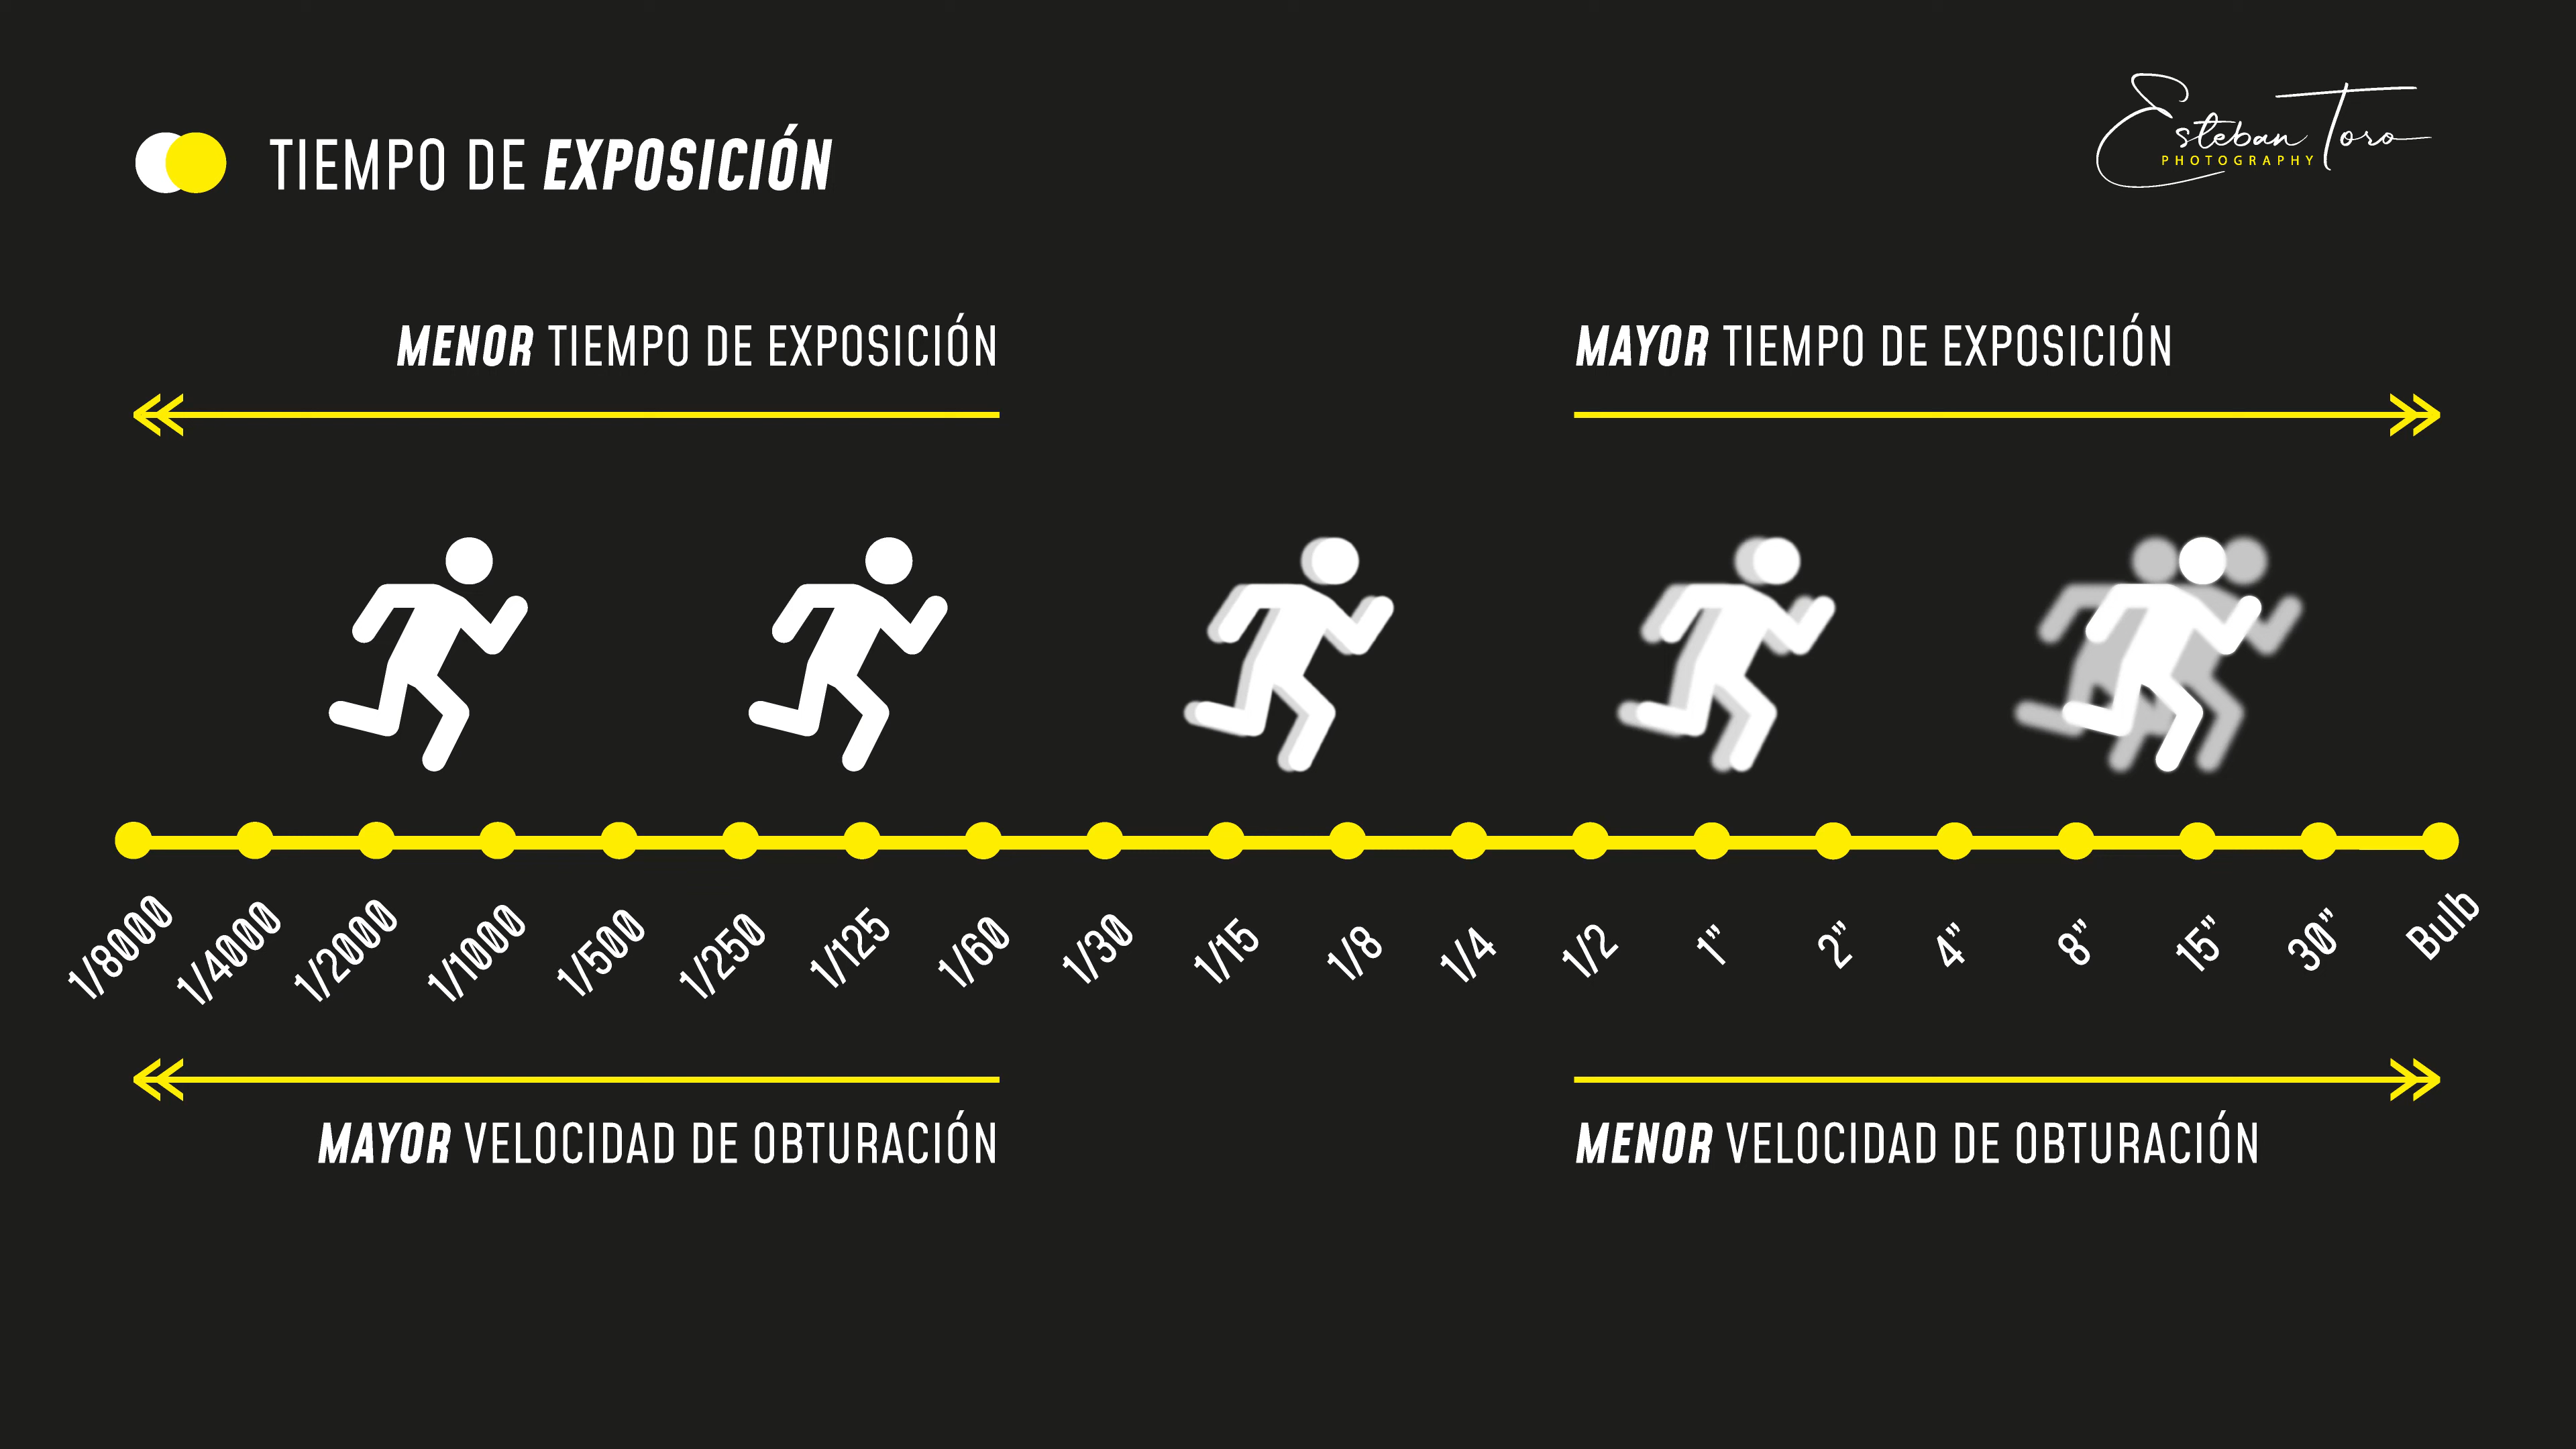 TIEMPO DE EXPOSICIÓN
Esteban Toro
PHOTOGRAPHY
MENOR TIEMPO DE EXPOSICIÓN
MAYOR TIEMPO DE EXPOSICIÓN
1/8000 1/4000 1/2000 1/1000 1/500 1/250 1/125 1/60 1/30 1/15 1/8 1/4 1/2 1” 2” 4” 8” 15” 30” Bulb
MAYOR VELOCIDAD DE OBTURACIÓN
MENOR VELOCIDAD DE OBTURACIÓN